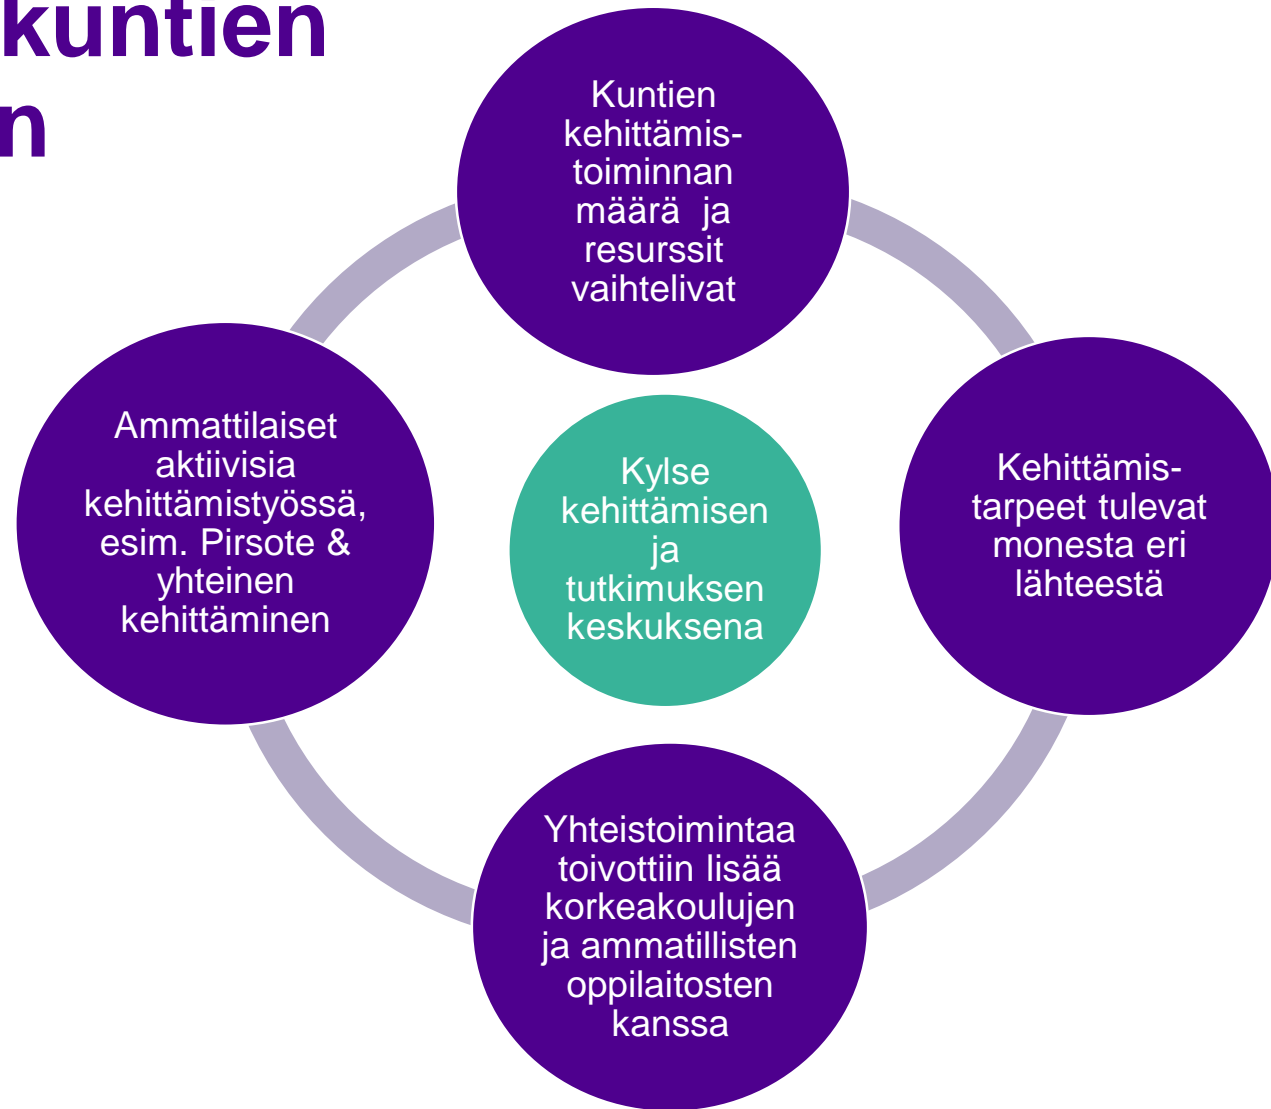 kuntien
n
Kuntien
kehittämis-
toiminnan
määrä ja
resurssit
vaihtelivat
Ammattilaiset
aktiivisia
kehittämistyössä,
esim. Pirsote &
yhteinen
kehittäminen
Kylse
kehittämisen
ja
tutkimuksen
keskuksena
Kehittämis-
tarpeet tulevat
monesta eri
lähteestä
Yhteistoimintaa
toivottiin lisää
korkeakoulujen
ja ammatillisten
oppilaitosten
kanssa